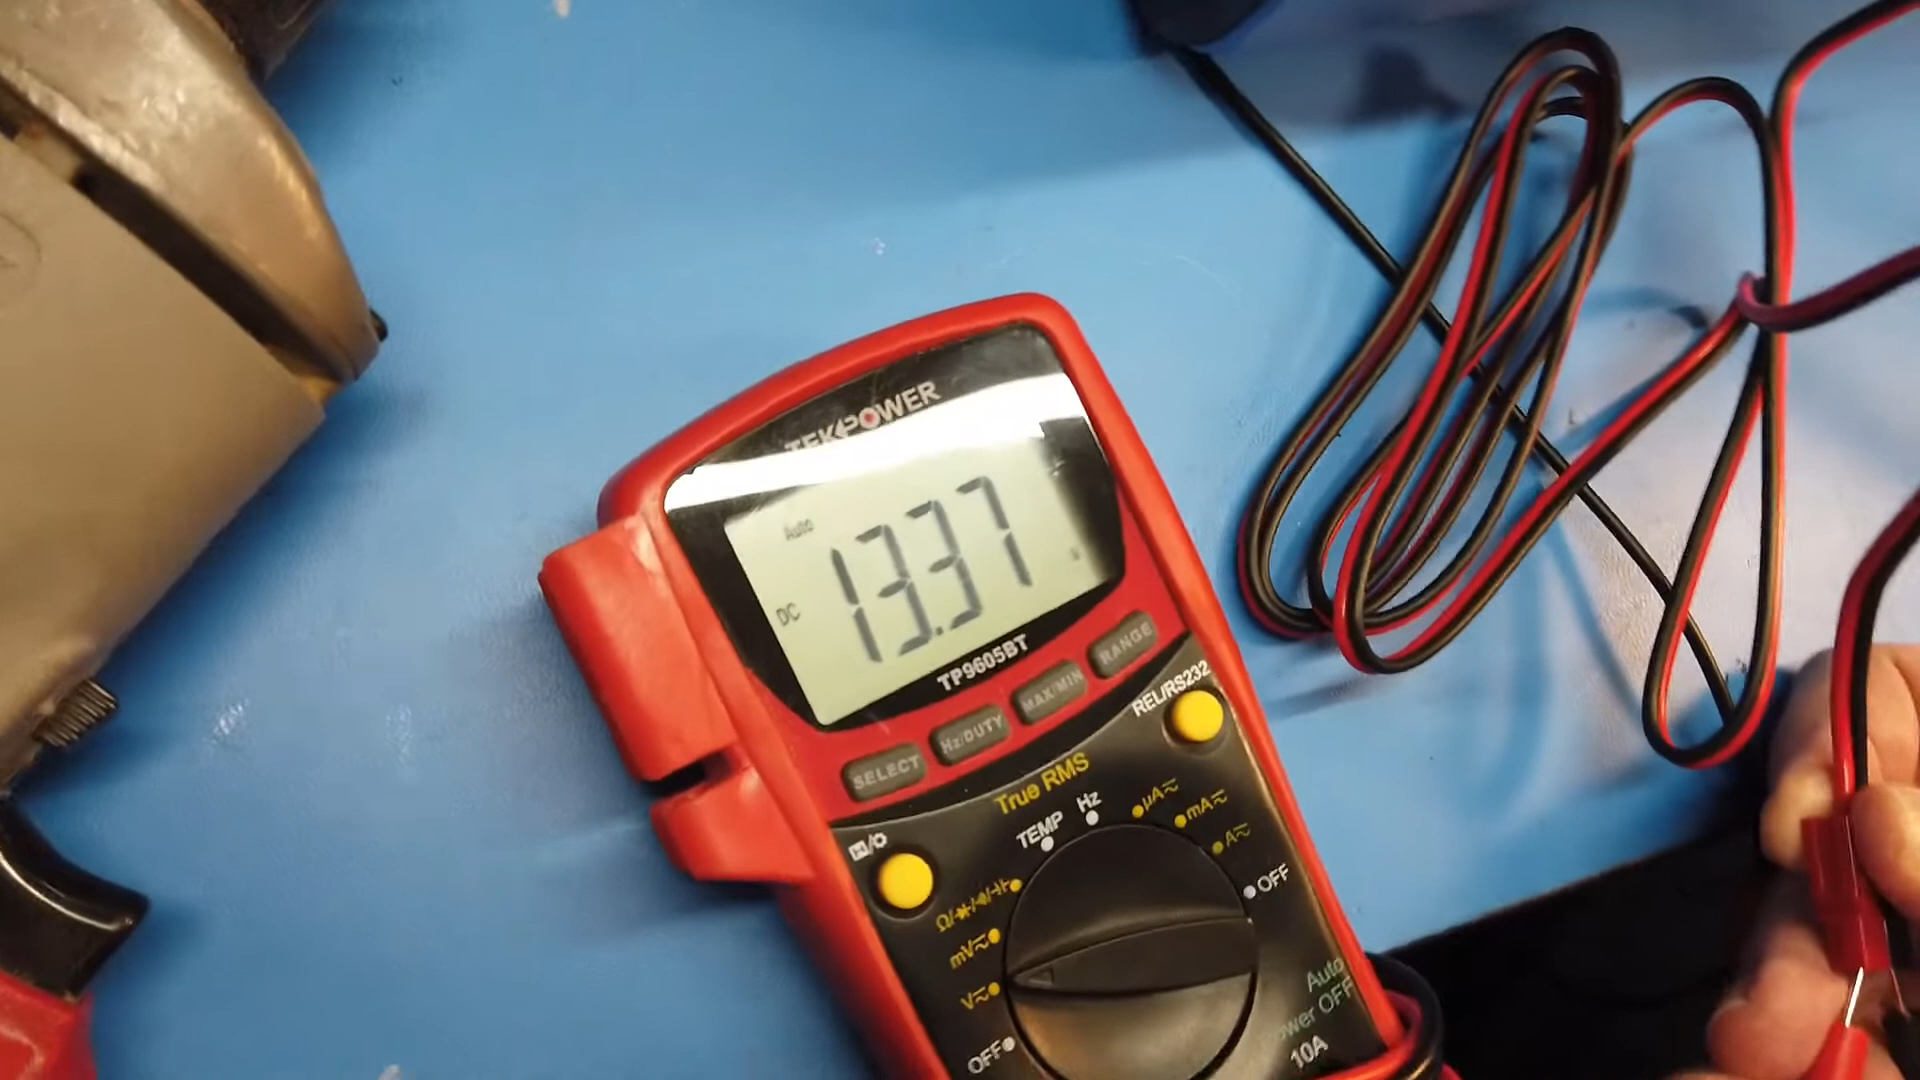 TEKPOWER
Auto
DC
13.37
V
TP9605BT
SELECT
Hz/DUTY
MAX/MIN
RANGE
REL/RS232
True RMS
TEMP
Hz
µA
mA
A
OFF
Ω
mV
V
OFF
Auto
Power OFF
10A